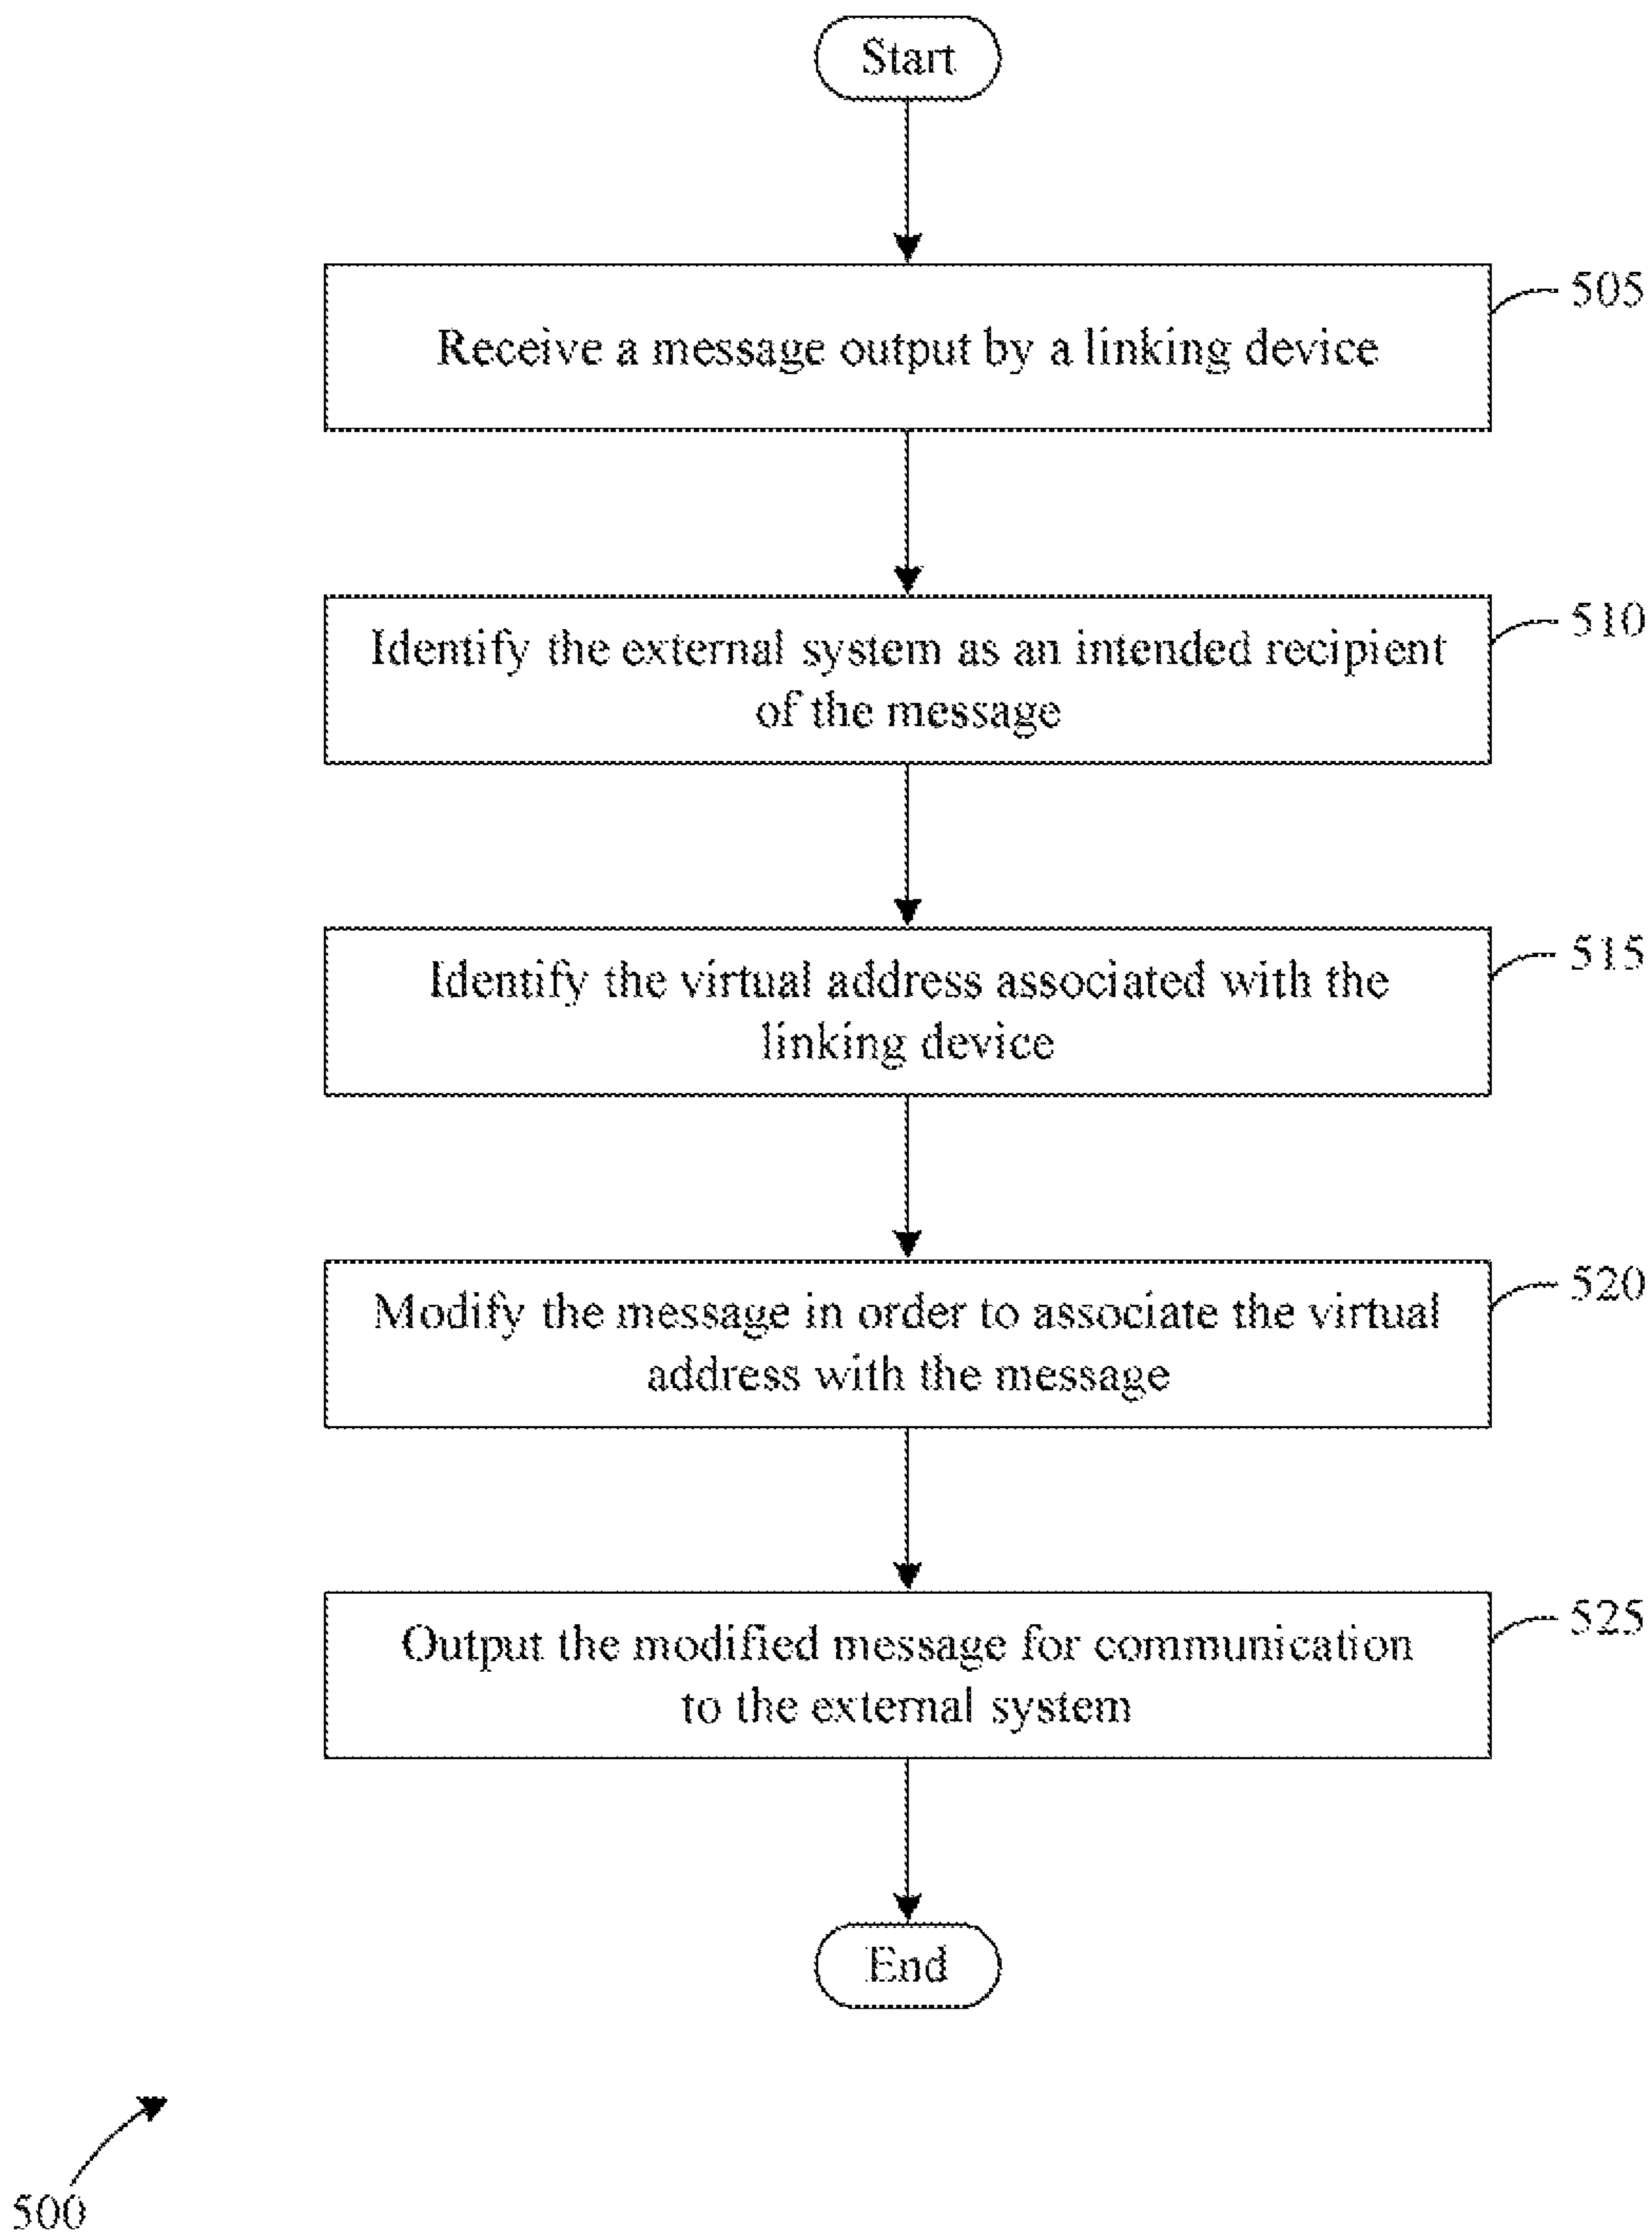 Start
505
Receive a message output by a linking device
510
Identify the external system as an intended recipient
of the message
515
Identify the virtual address associated with the
linking device
520
Modify the message in order to associate the virtual
address with the message
525
Output the modified message for communication
to the external system
End
500